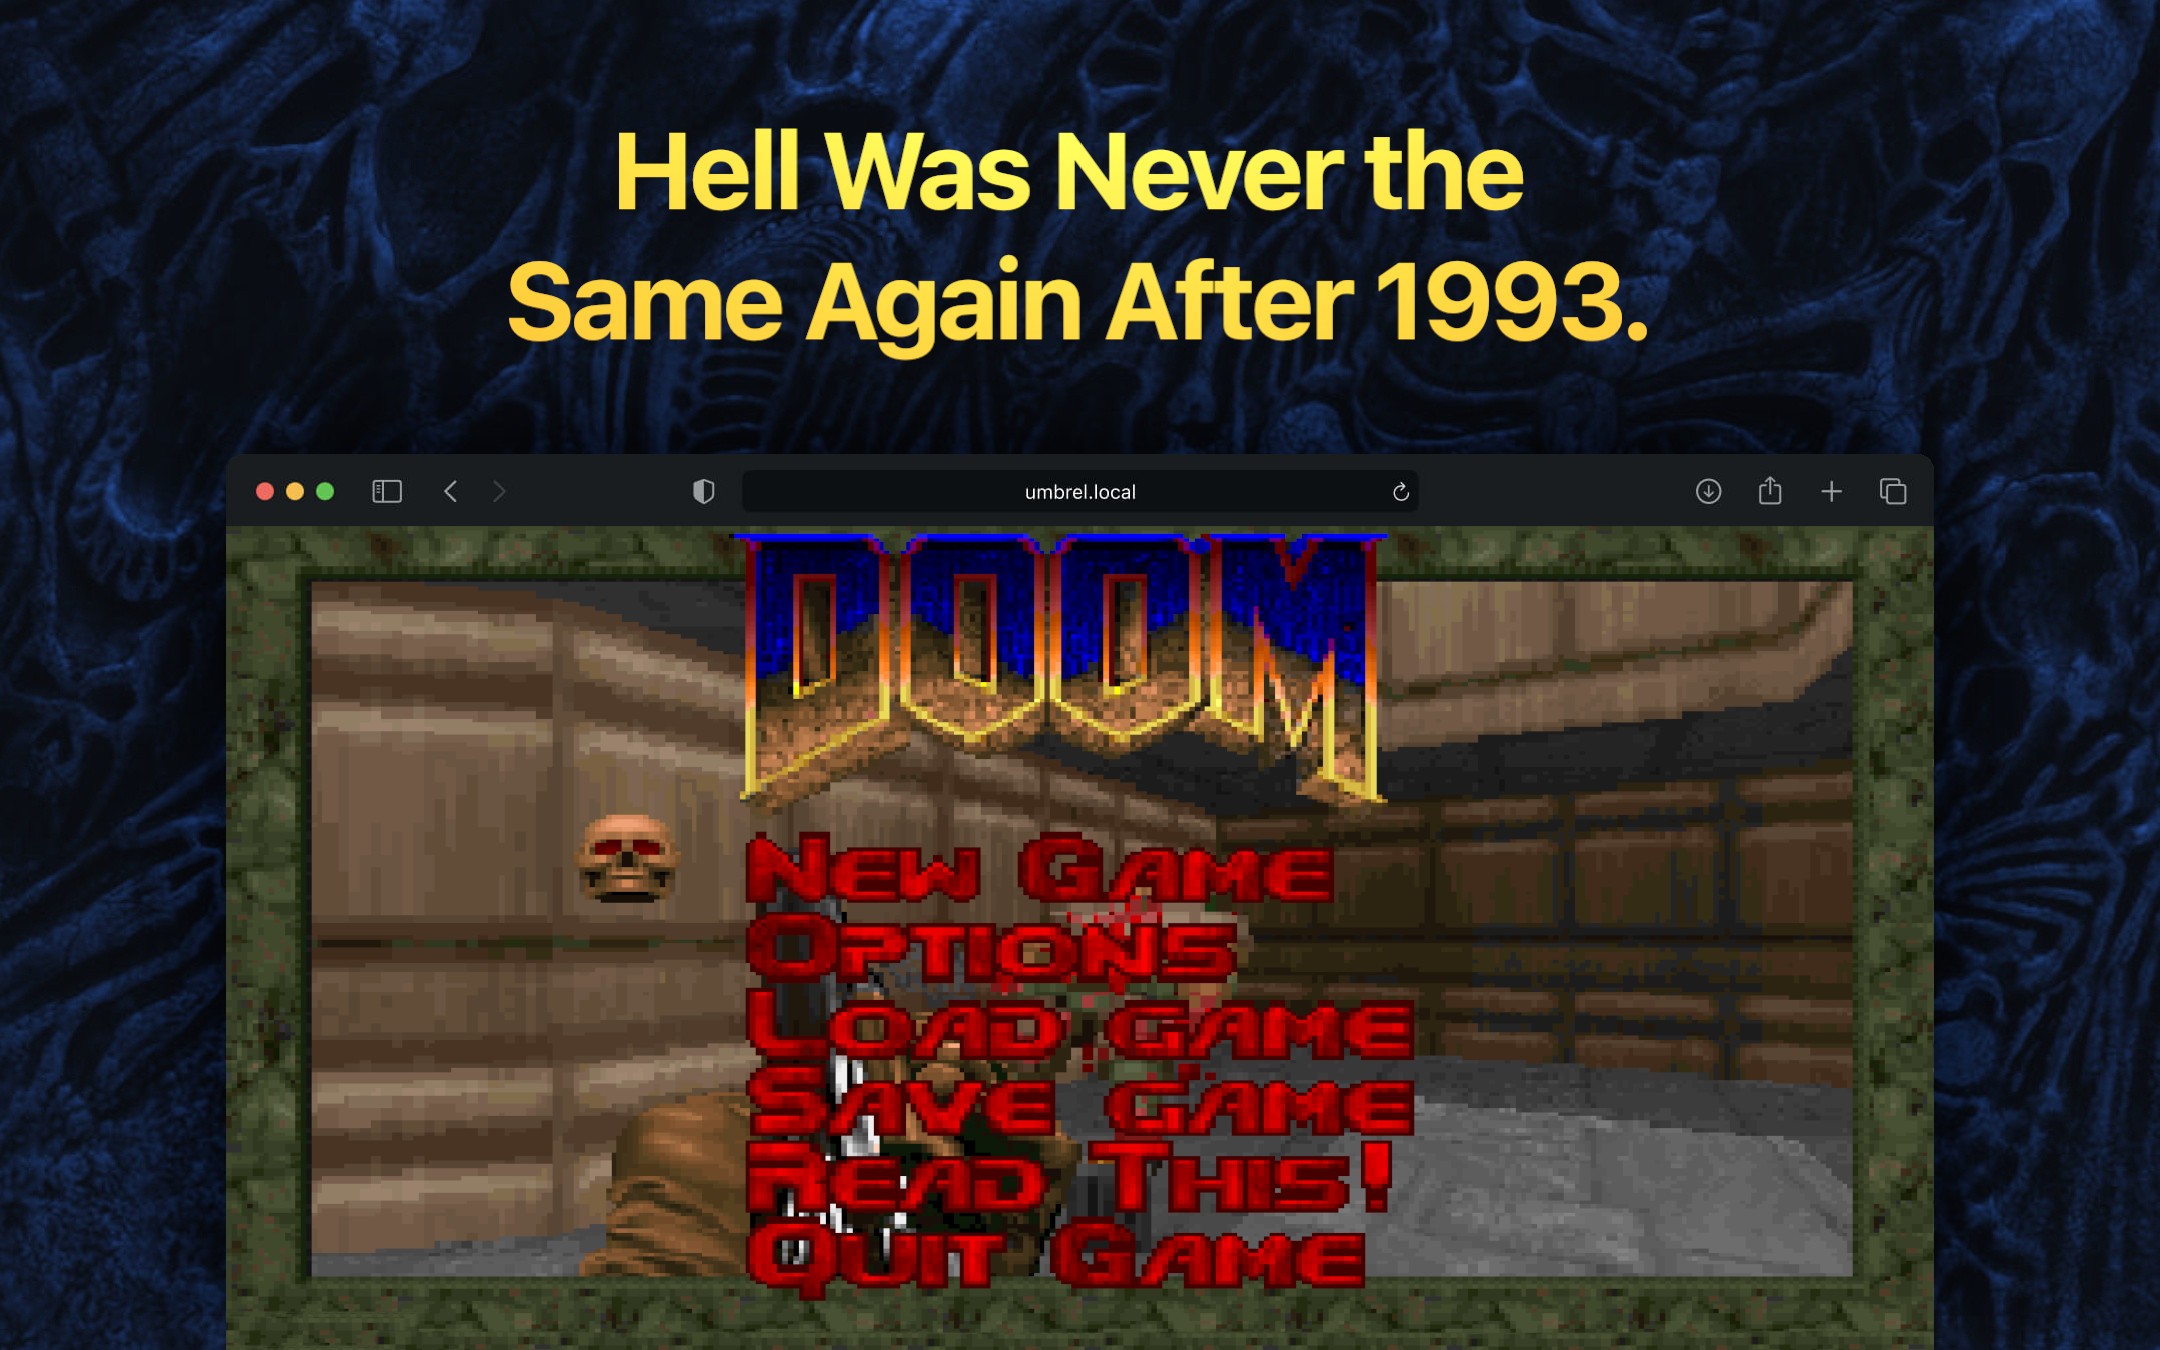 Hell Was Never the
Same Again After 1993.
umbrel.local
DOOM
New Game
Options
Load Game
Save Game
Read This!
Quit Game